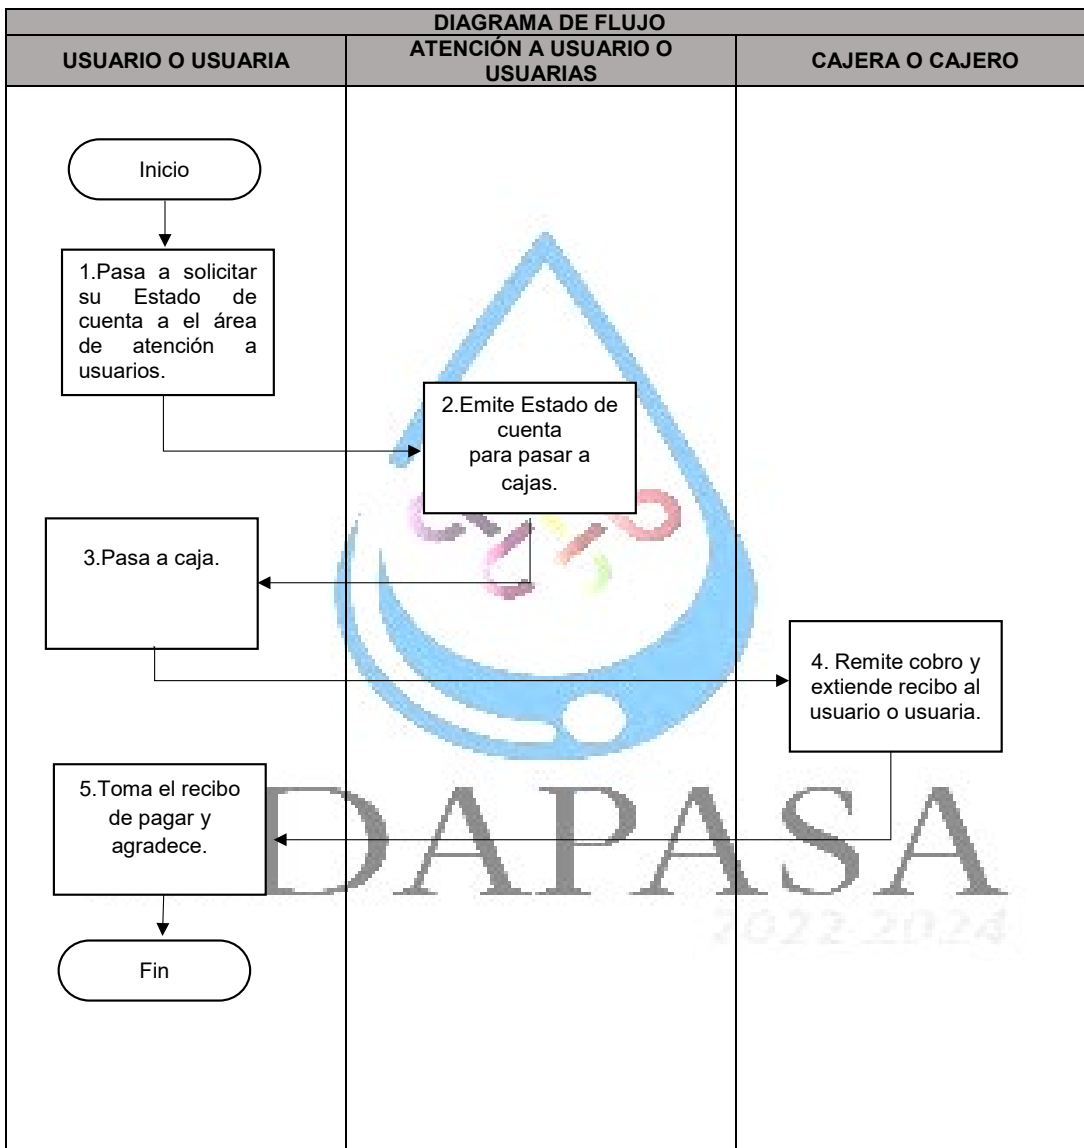 DIAGRAMA DE FLUJO
USUARIO O USUARIA
ATENCIÓN A USUARIO O
USUARIAS
CAJERA O CAJERO
Inicio
1.Pasa a solicitar
su Estado de
cuenta a el área
de atención a
usuarios.
2.Emite Estado de
cuenta
para pasar a
cajas.
3.Pasa a caja.
4. Remite cobro y
extiende recibo al
usuario o usuaria.
5.Toma el recibo
de pagar y
agradece.
Fin
DAPASA
2022-2024